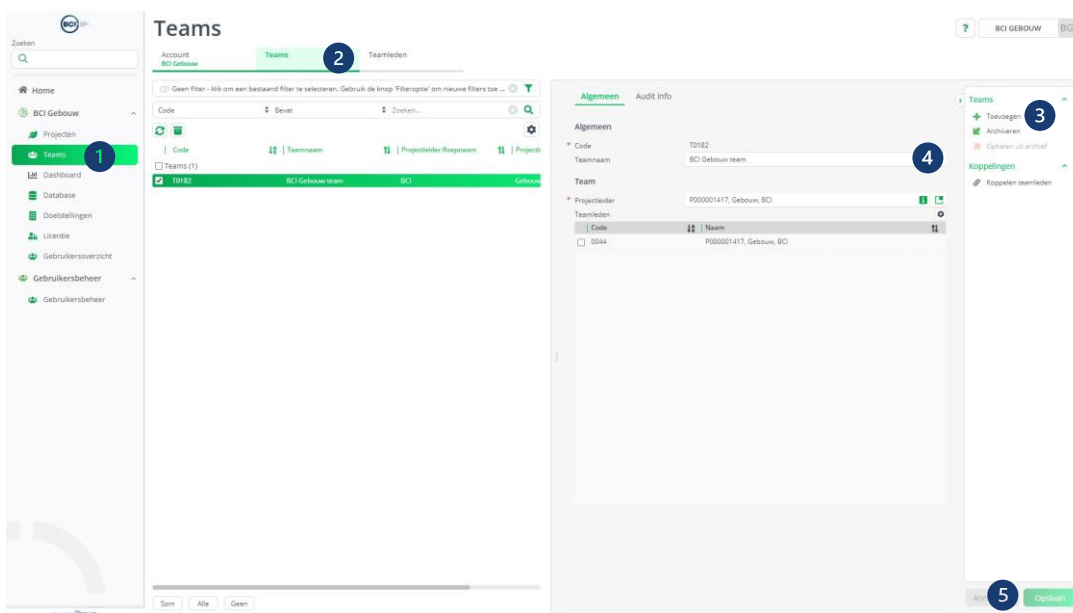 BCI
Teams
?
BCI GEBOUW
BG
Zoeken
Account
BCI Gebouw
Teams
2
Teamleden
Home
BCI Gebouw
Projecten
Teams
1
Dashboard
Database
Doelstellingen
Licentie
Gebruikersoverzicht
Gebruikersbeheer
Gebruikersbeheer
Geen filter - klik om een bestaand filter te selecteren. Gebruik de knop 'Filteroptie' om nieuwe filters toe ...
Code
Bevat
Zoeken...
Code
Teamnaam
Projectleider.Roepnaam
Teams (1)
T0182
BCI Gebouw team
BCI
Gebouw
Som
Alle
Geen
Algemeen
Audit info
Algemeen
* Code
T0182
Teamnaam
BCI Gebouw team
4
Team
* Projectleider
P000001417, Gebouw, BCI
Teamleden
Code
Naam
0044
P000001417, Gebouw, BCI
Teams
Toevoegen
3
Archiveren
Ophalen uit archief
Koppelingen
Koppelen teamleden
5
Opslaan